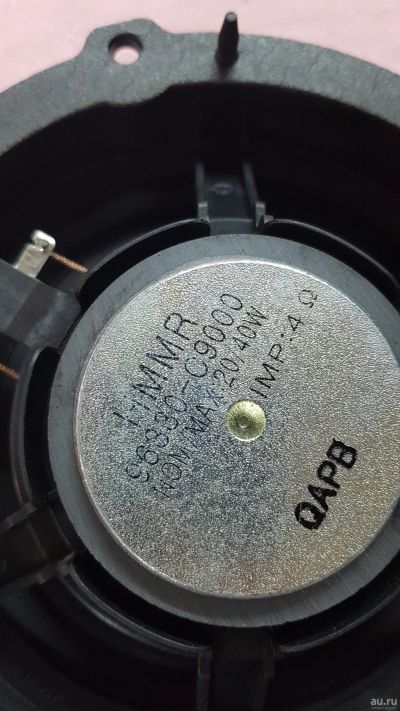 HMMR
96330-C9000
NOM/MAX:20/40W
IMP:4 Ω
QAPB
au.ru